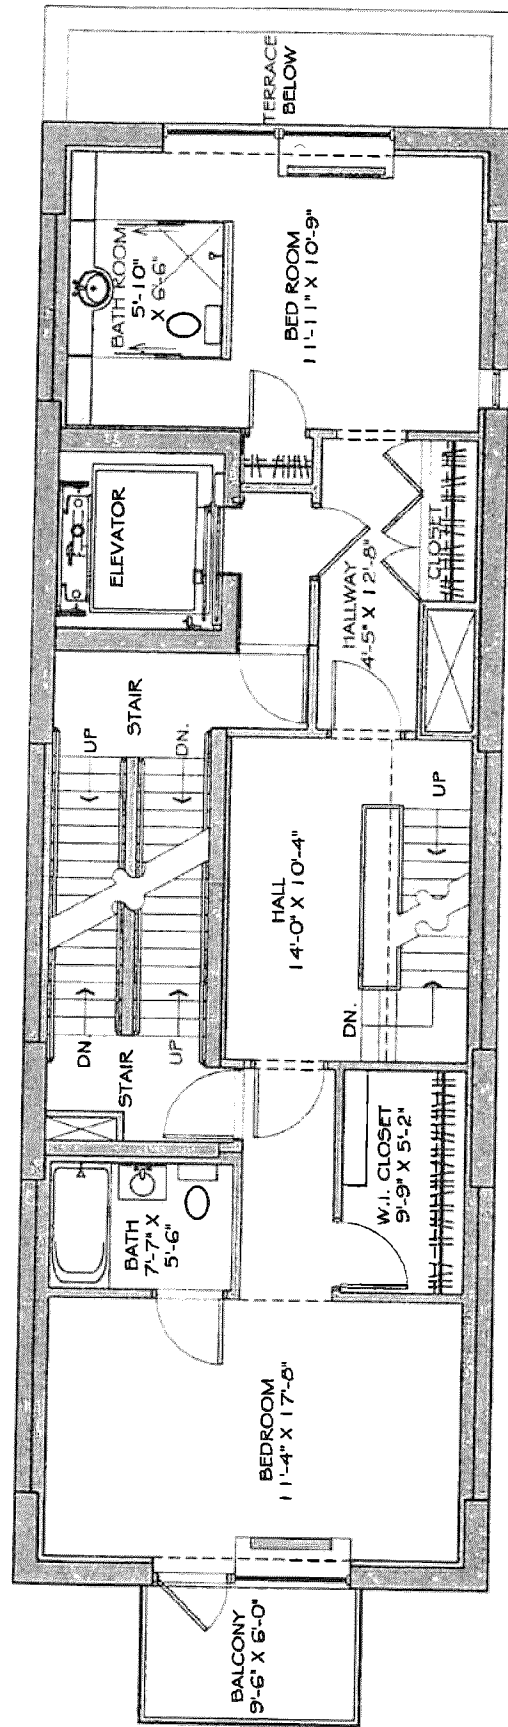 TERRACE
BELOW
BATH ROOM
5'-10"
X 6'-6"
BED ROOM
11'-11" X 10'-9"
ELEVATOR
CLOSET
HALLWAY
4'-5" X 12'-8"
STAIR
UP
DN.
UP
HALL
14'-0" X 10'-4"
DN.
DN
UP
STAIR
W.I. CLOSET
9'-9" X 5'-2"
BATH
7'-7" X
5'-6"
BEDROOM
11'-4" X 17'-8"
BALCONY
9'-6" X 6'-0"